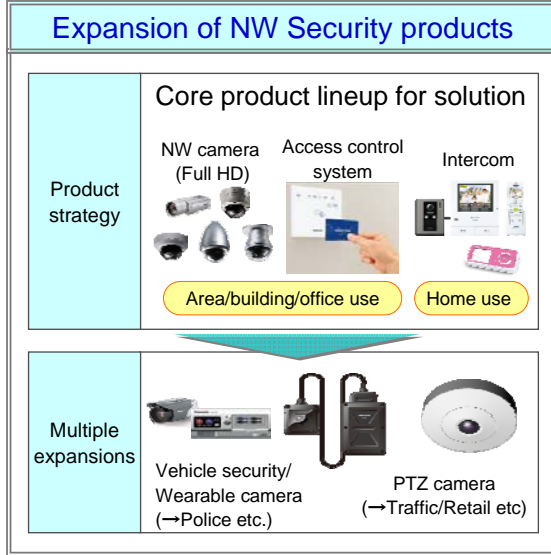 Expansion of NW Security products
Product
strategy
Core product lineup for solution
NW camera
(Full HD)
Access control
system
Intercom
Area/building/office use
Home use
Multiple
expansions
Vehicle security/
Wearable camera
(→Police etc.)
PTZ camera
(→Traffic/Retail etc)